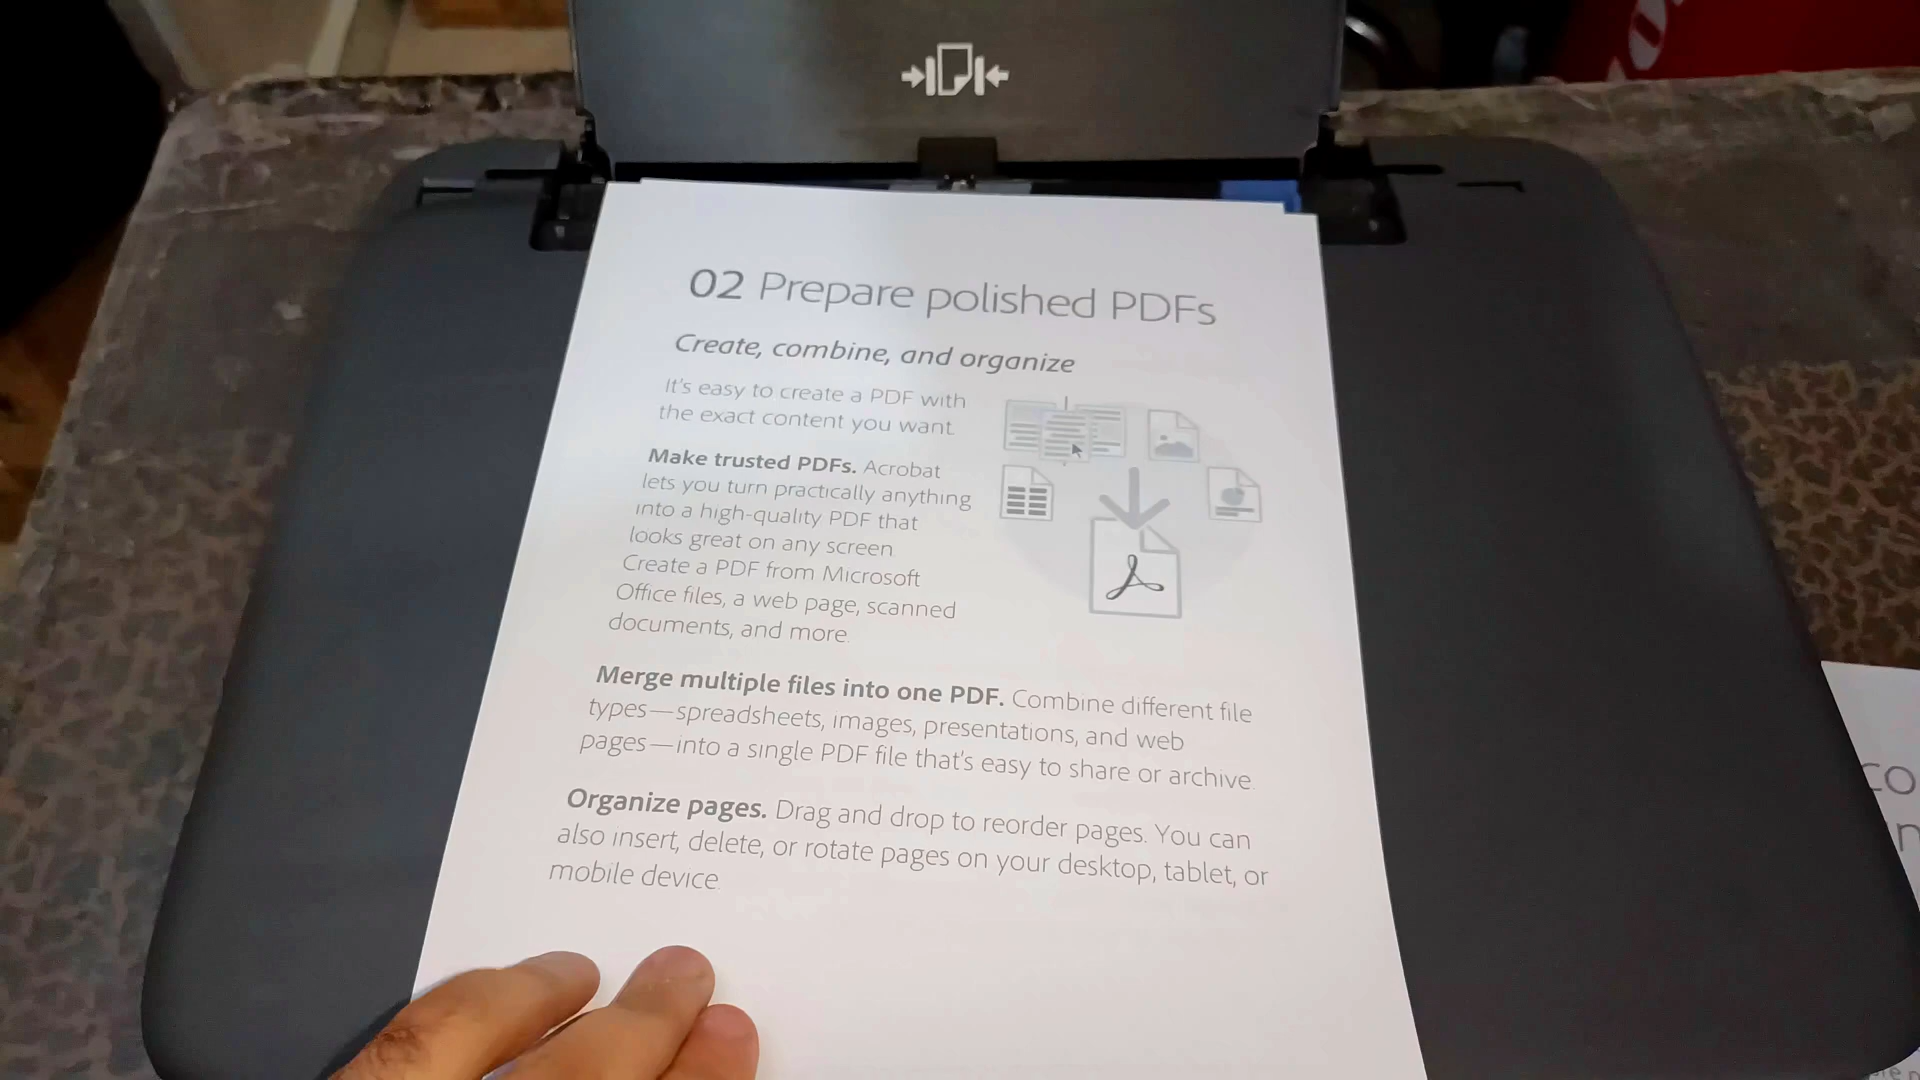 02 Prepare polished PDFs
Create, combine, and organize
It's easy to create a PDF with
the exact content you want.
Make trusted PDFs. Acrobat
lets you turn practically anything
into a high-quality PDF that
looks great on any screen.
Create a PDF from Microsoft
Office files, a web page, scanned
documents, and more.
Merge multiple files into one PDF. Combine different file
types—spreadsheets, images, presentations, and web
pages—into a single PDF file that's easy to share or archive.
Organize pages. Drag and drop to reorder pages. You can
also insert, delete, or rotate pages on your desktop, tablet, or
mobile device.